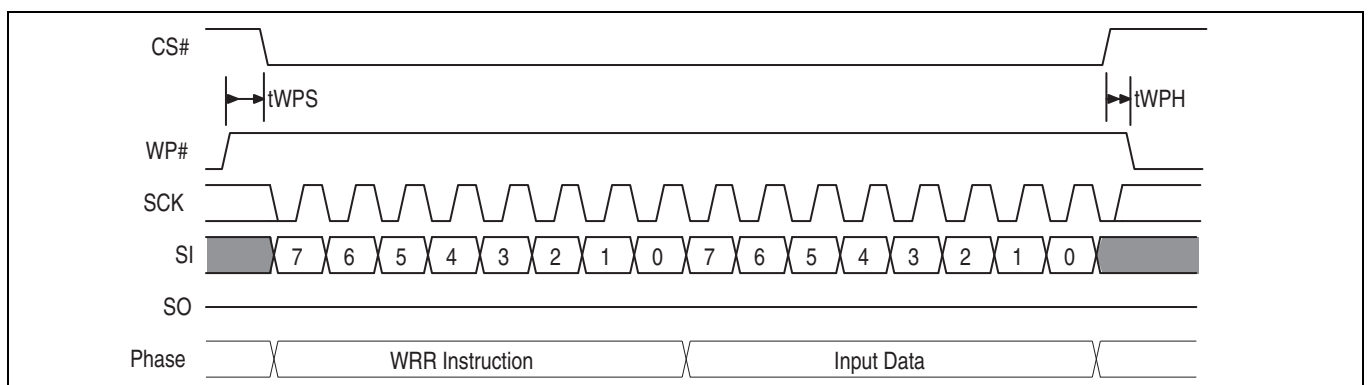 CS#
tWPS tWPH
WP#
SCK
SI 7 6 5 4 3 2 1 0 7 6 5 4 3 2 1 0
SO
Phase WRR Instruction Input Data